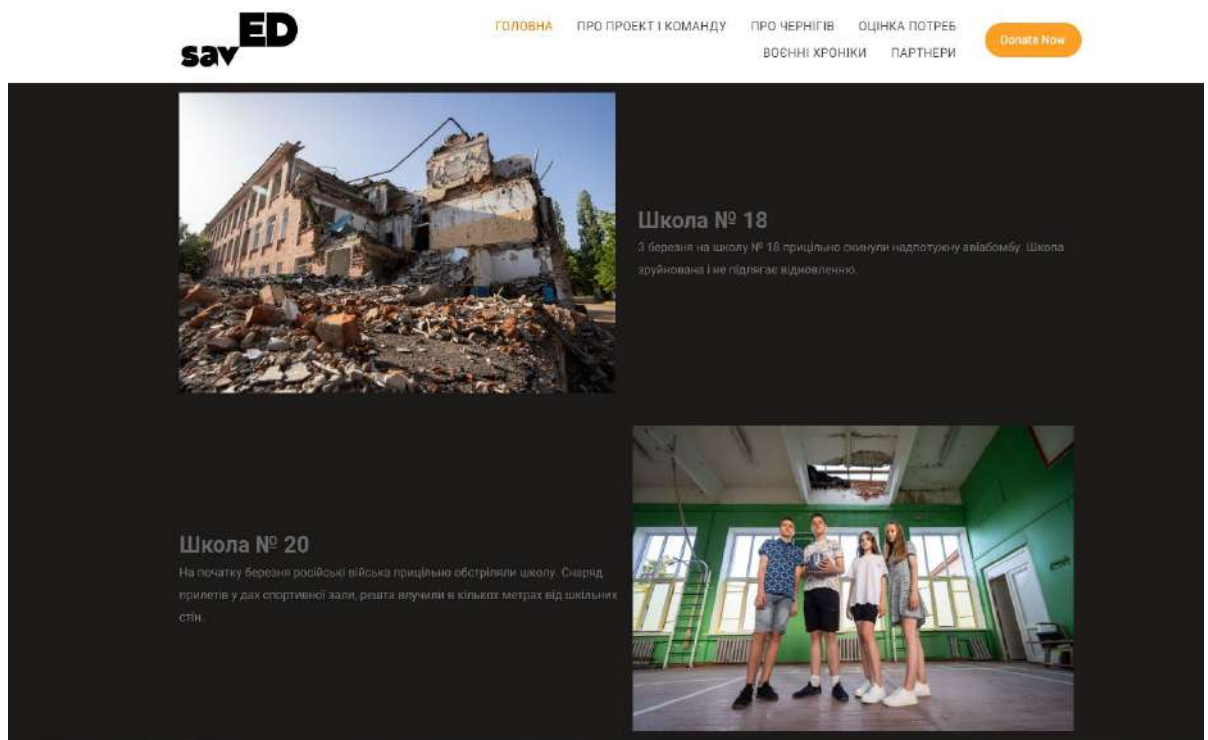 savED
ГОЛОВНА ПРО ПРОЕКТ І КОМАНДУ ПРО ЧЕРНІГІВ ОЦІНКА ПОТРЕБ
ВОЄННІ ХРОНІКИ ПАРТНЕРИ
Donate Now
Школа № 18
3 березня на школу № 18 прицільно скинули надпотужну авіабомбу. Школа
зруйнована і не підлягає відновленню.
Школа № 20
На початку березня російські війська прицільно обстріляли школу. Снаряд
прилетів у дах спортивної зали, решта влучили в кількох метрах від шкільних
стін.